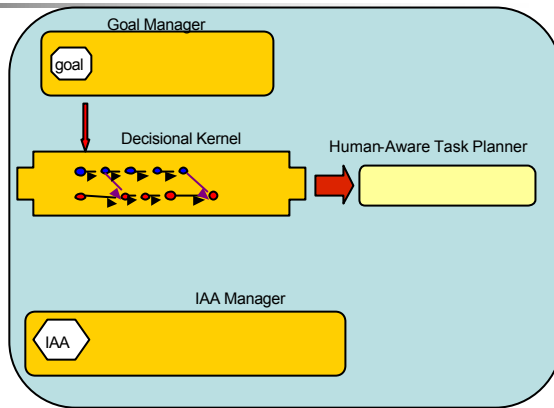 Goal Manager
goal
Decisional Kernel
Human-Aware Task Planner
IAA Manager
IAA